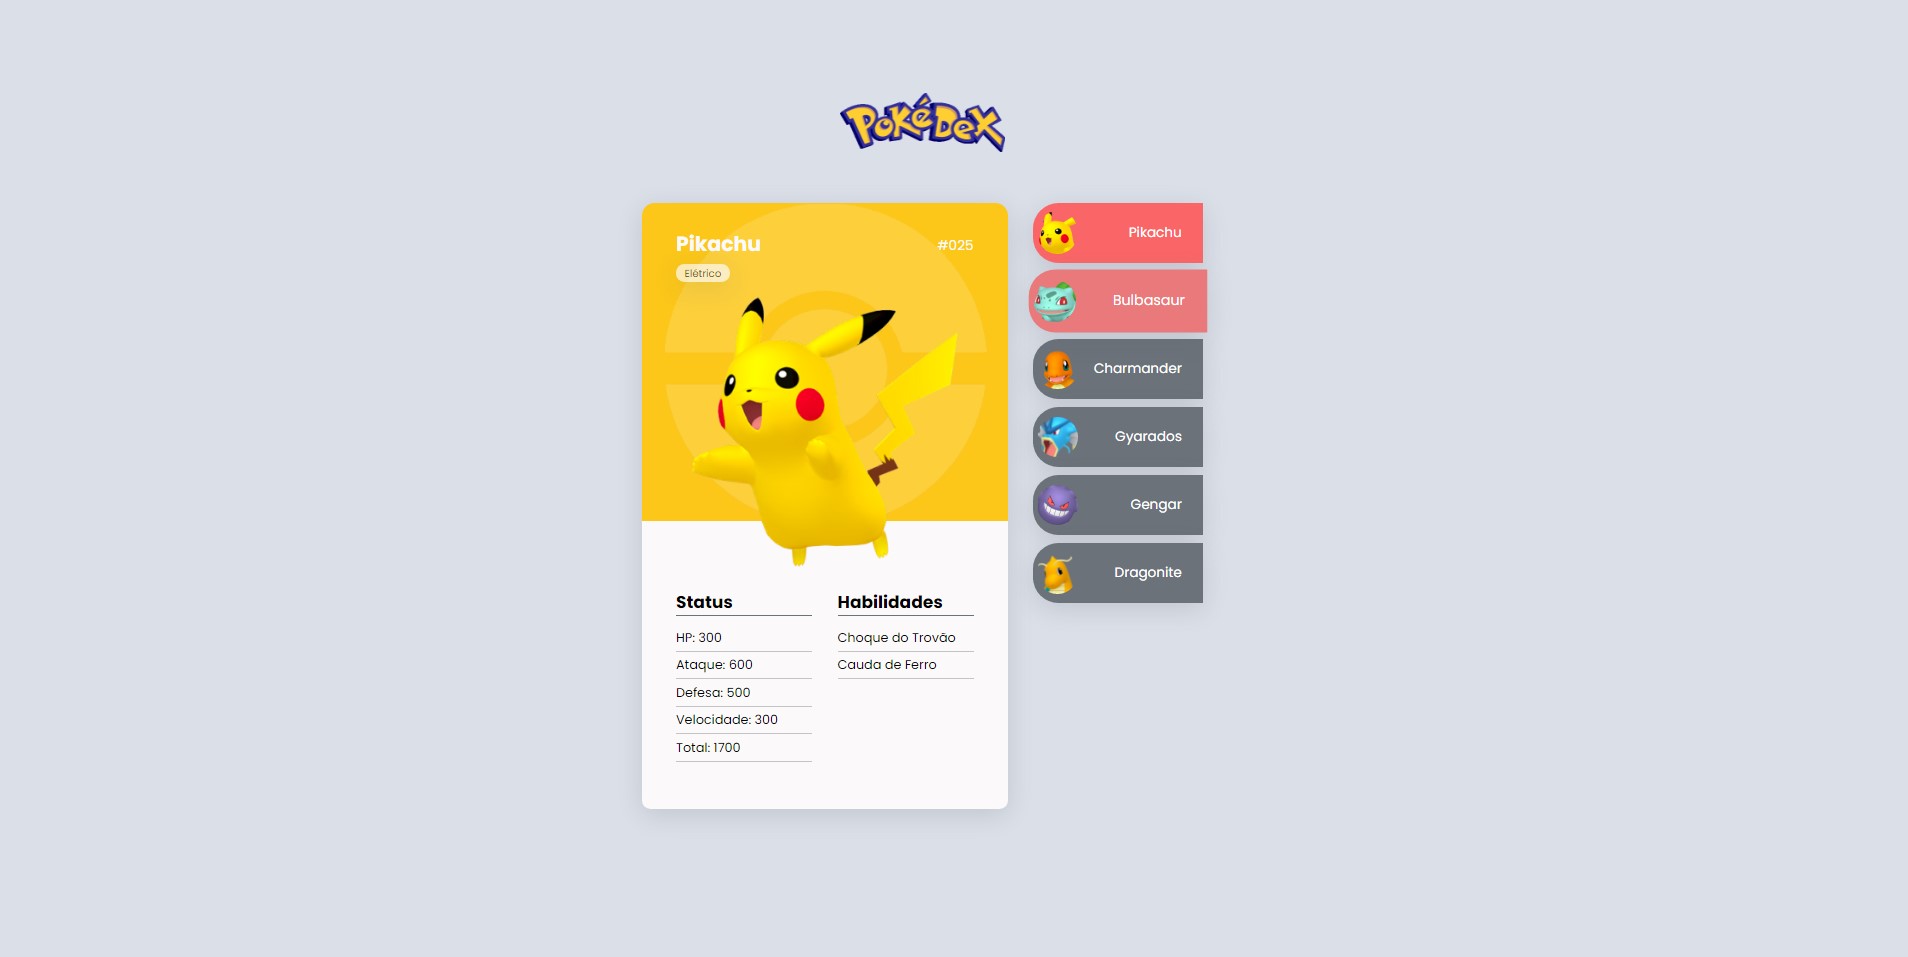 PokéDex
Pikachu
#025
Elétrico
Status
HP: 300
Ataque: 600
Defesa: 500
Velocidade: 300
Total: 1700
Habilidades
Choque do Trovão
Cauda de Ferro
Pikachu
Bulbasaur
Charmander
Gyarados
Gengar
Dragonite